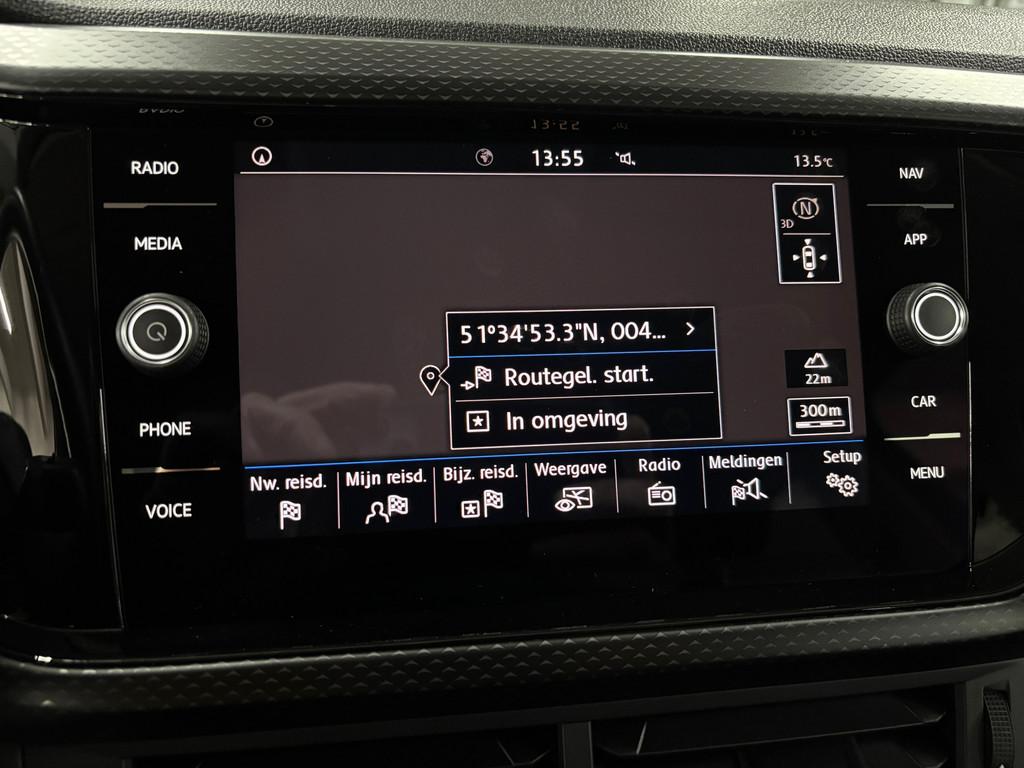 RADIO
MEDIA
PHONE
VOICE
13:55
13.5°C
N
3D
51°34'53.3"N, 004...
Routegel. start.
In omgeving
22m
300m
Nw. reisd.
Mijn reisd.
Bijz. reisd.
Weergave
Radio
Meldingen
Setup
NAV
APP
CAR
MENU